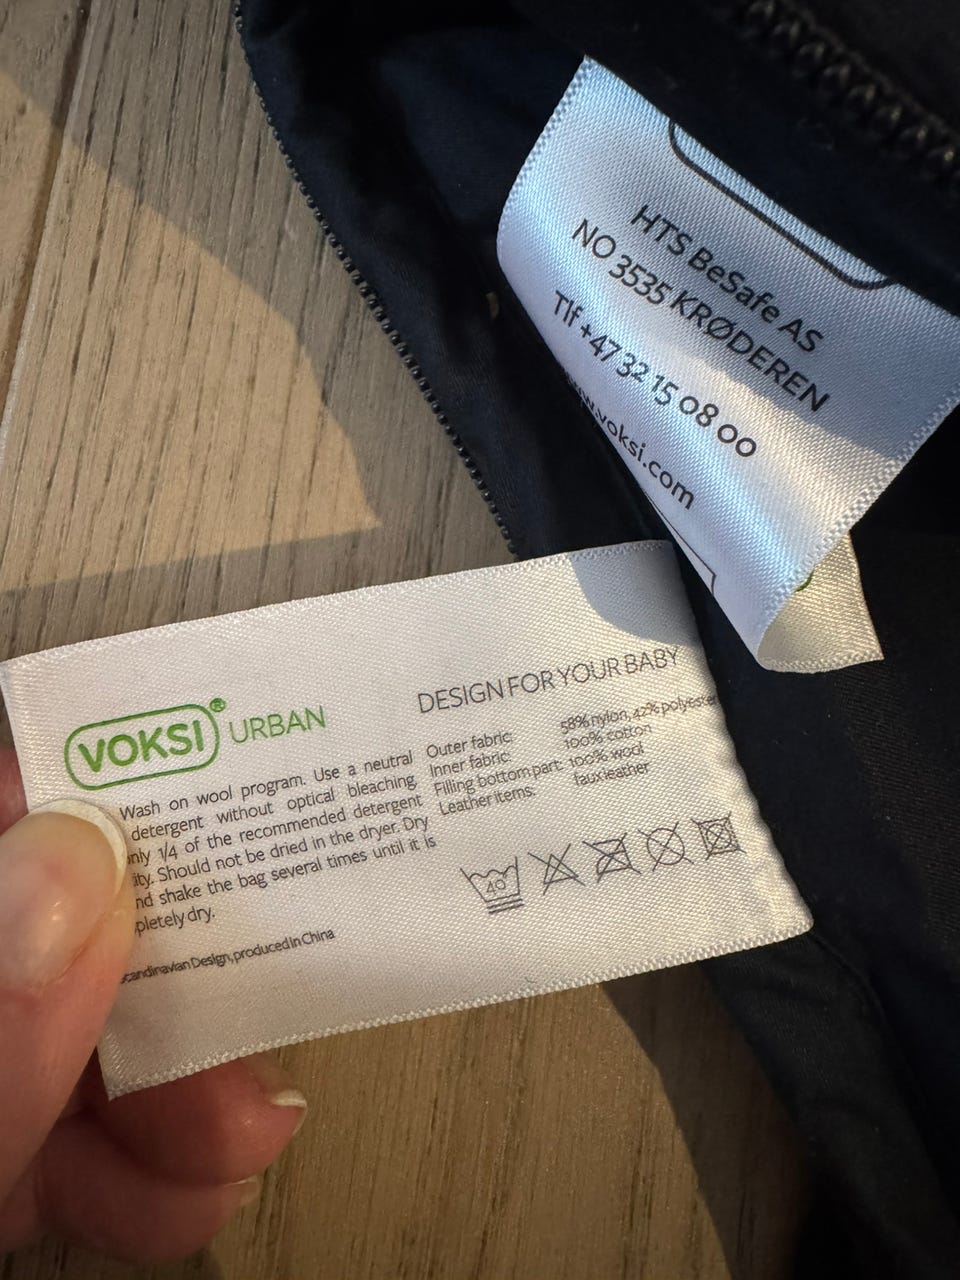 HTS BeSafe AS
NO 3535 KRØDEREN
Tlf +47 32 15 08 00
.voksi.com
VOKSI® URBAN
Wash on wool program. Use a neutral
detergent without optical bleaching.
1/4 of the recommended detergent
Should not be dried in the dryer. Dry
shake the bag several times until it is
dry.
Design, produced in China
DESIGN FOR YOUR BABY
Outer fabric: 58% nylon, 42% polyester
Inner fabric: 100% cotton
Filling bottom part: 100% wool
Leather items: faux leather
40